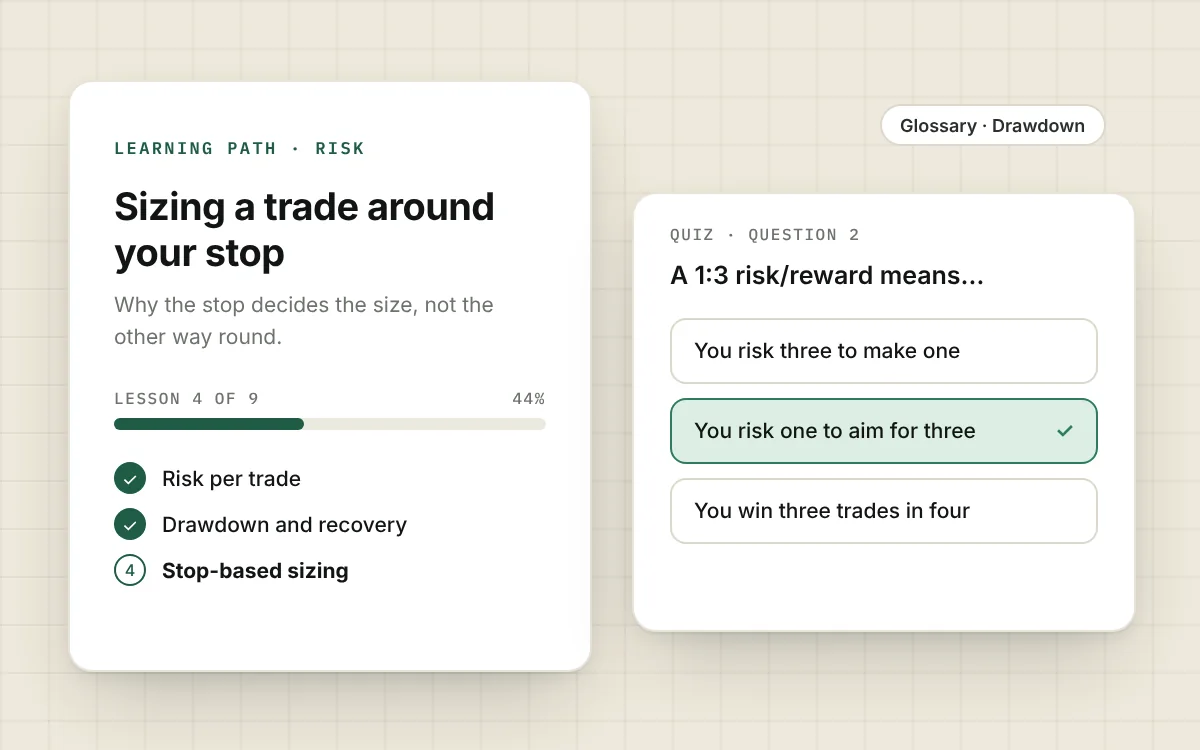 LEARNING PATH · RISK
Sizing a trade around
your stop
Why the stop decides the size, not the
other way round.
LESSON 4 OF 9 44%
Risk per trade
Drawdown and recovery
4 Stop-based sizing
Glossary · Drawdown
QUIZ · QUESTION 2
A 1:3 risk/reward means...
You risk three to make one
You risk one to aim for three
You win three trades in four